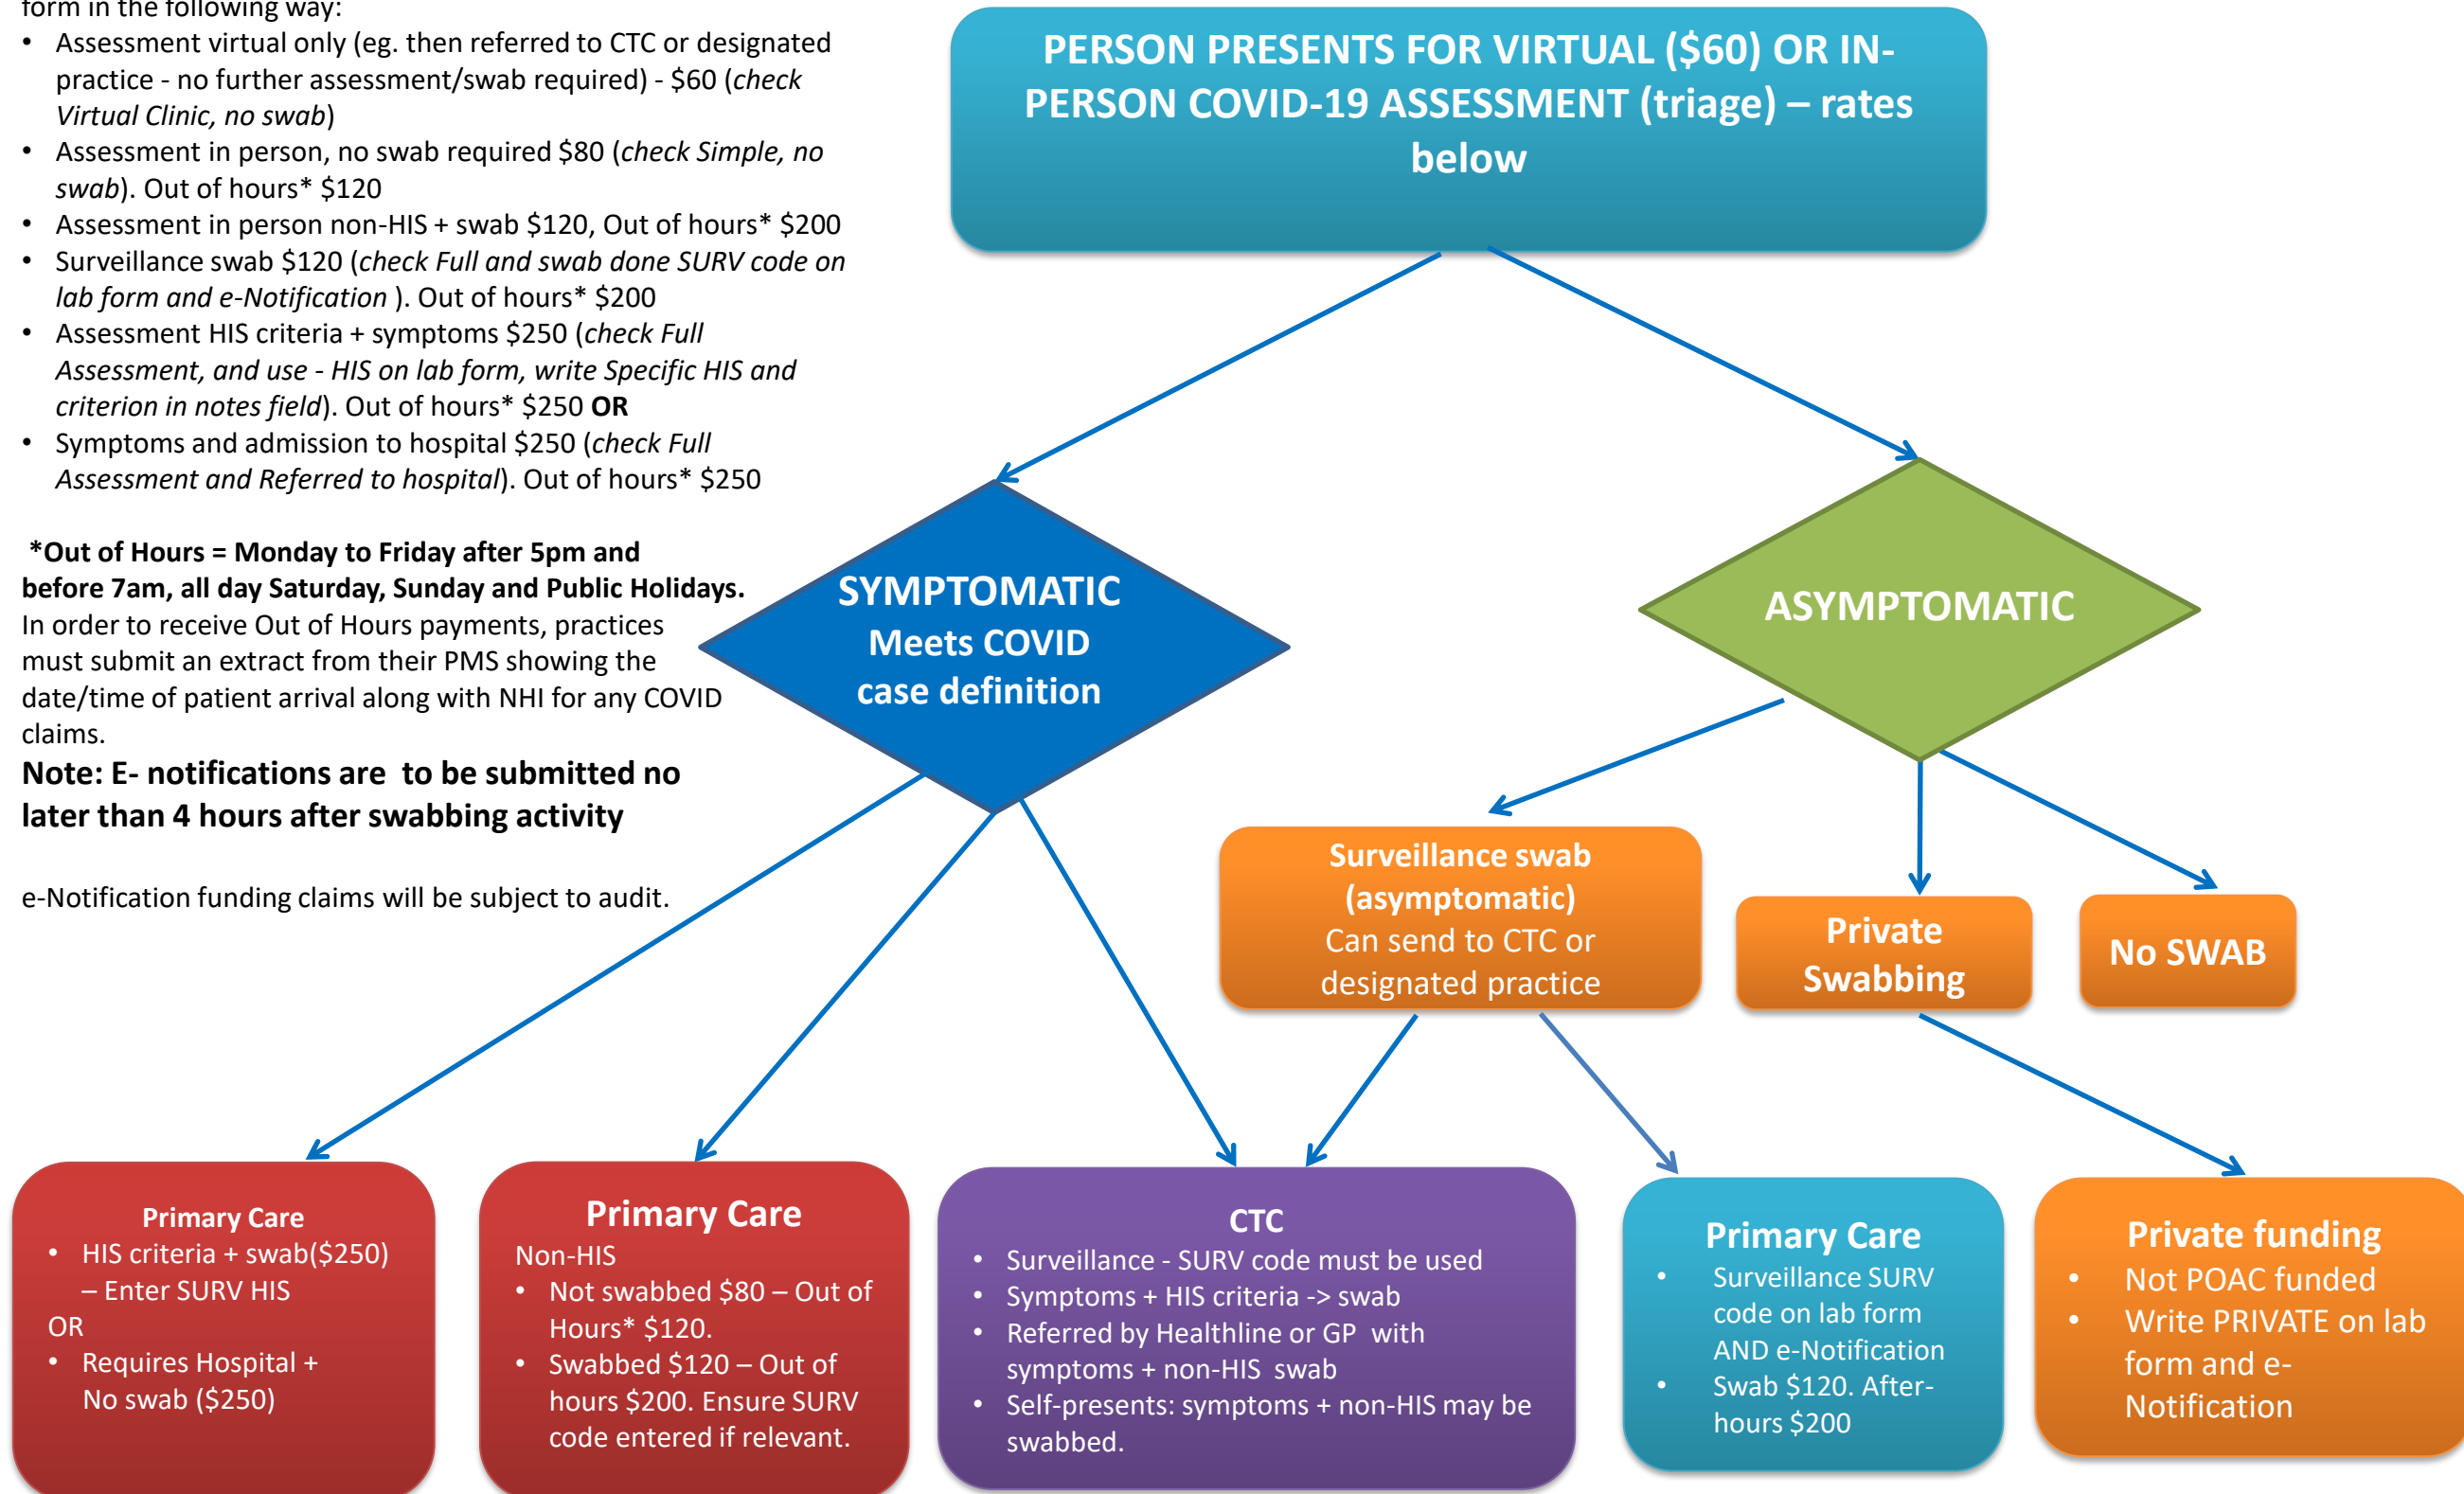 form in the following way:
• Assessment virtual only (eg. then referred to CTC or designated
practice - no further assessment/swab required) - $60 (check
Virtual Clinic, no swab)
• Assessment in person, no swab required $80 (check Simple, no
swab). Out of hours* $120
• Assessment in person non-HIS + swab $120, Out of hours* $200
• Surveillance swab $120 (check Full and swab done SURV code on
lab form and e-Notification ). Out of hours* $200
• Assessment HIS criteria + symptoms $250 (check Full
Assessment, and use - HIS on lab form, write Specific HIS and
criterion in notes field). Out of hours* $250 OR
• Symptoms and admission to hospital $250 (check Full
Assessment and Referred to hospital). Out of hours* $250
*Out of Hours = Monday to Friday after 5pm and
before 7am, all day Saturday, Sunday and Public Holidays.
In order to receive Out of Hours payments, practices
must submit an extract from their PMS showing the
date/time of patient arrival along with NHI for any COVID
claims.
Note: E- notifications are to be submitted no
later than 4 hours after swabbing activity
e-Notification funding claims will be subject to audit.
PERSON PRESENTS FOR VIRTUAL ($60) OR IN-
PERSON COVID-19 ASSESSMENT (triage) – rates
below
SYMPTOMATIC
Meets COVID
case definition
ASYMPTOMATIC
Surveillance swab
(asymptomatic)
Can send to CTC or
designated practice
Private
Swabbing
No SWAB
Primary Care
• HIS criteria + swab($250)
– Enter SURV HIS
OR
• Requires Hospital +
No swab ($250)
Primary Care
Non-HIS
• Not swabbed $80 – Out of
Hours* $120.
• Swabbed $120 – Out of
hours $200. Ensure SURV
code entered if relevant.
CTC
• Surveillance - SURV code must be used
• Symptoms + HIS criteria -> swab
• Referred by Healthline or GP with
symptoms + non-HIS swab
• Self-presents: symptoms + non-HIS may be
swabbed.
Primary Care
• Surveillance SURV
code on lab form
AND e-Notification
• Swab $120. After-
hours $200
Private funding
• Not POAC funded
• Write PRIVATE on lab
form and e-
Notification